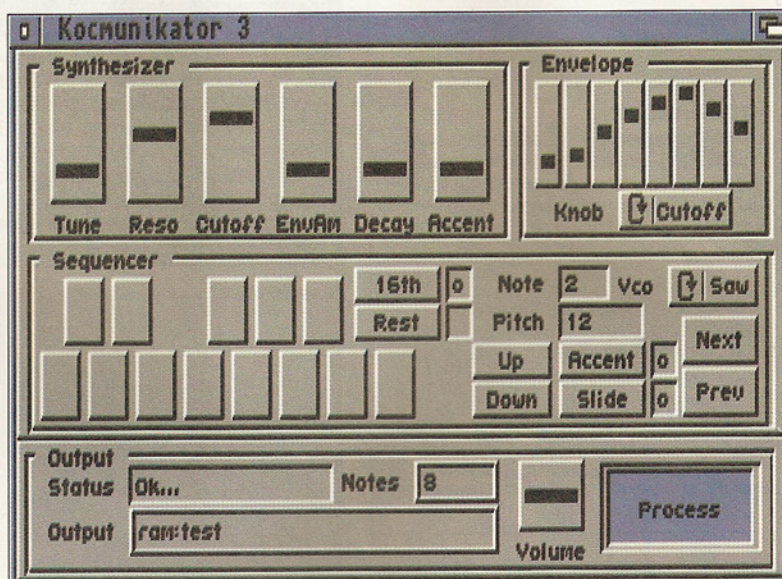 Kocmunikator 3
Synthesizer
Tune Reso Cutoff EnvAm Decay Accent
Envelope
Knob Cutoff
Sequencer
16th o Note 2 Vco Saw
Rest Pitch 12
Up Accent o Next
Down Slide o Prev
Output
Status Ok... Notes 8
Output ram:test
Volume
Process